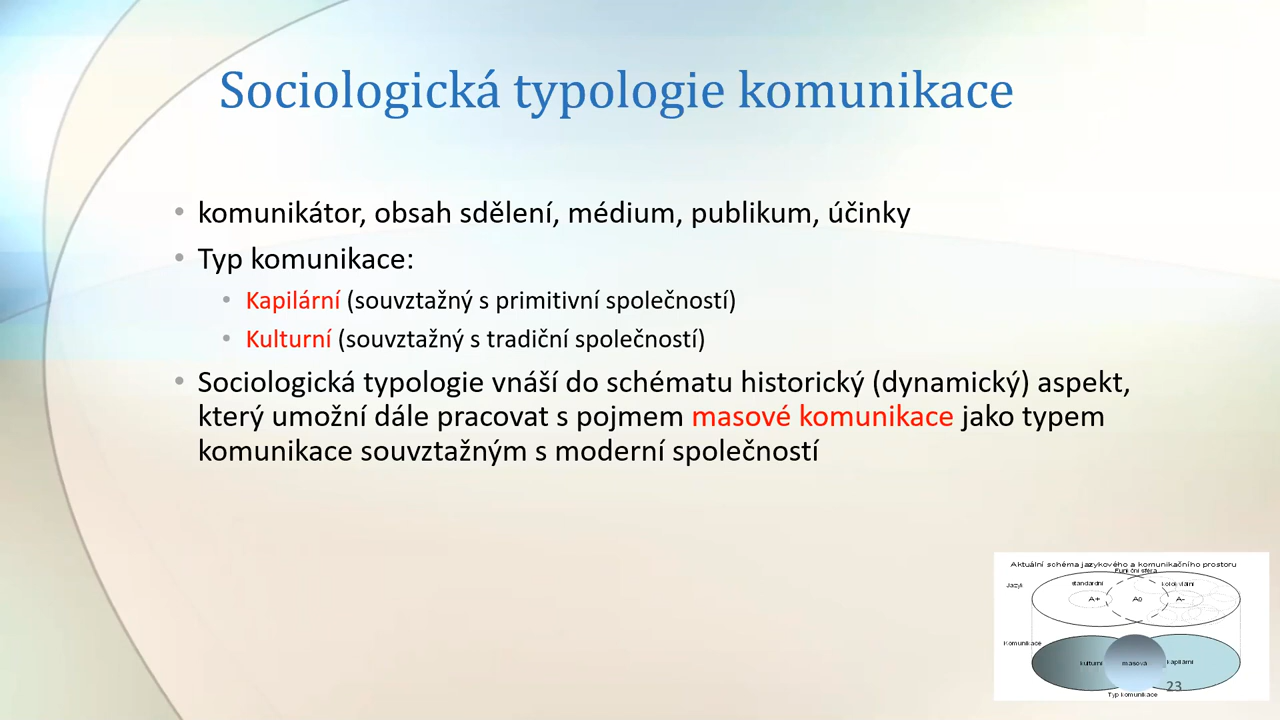 Sociologická typologie komunikace
komunikátor, obsah sdělení, médium, publikum, účinky
Typ komunikace:
Kapilární (souvztažný s primitivní společností)
Kulturní (souvztažný s tradiční společností)
Sociologická typologie vnáší do schématu historický (dynamický) aspekt,
který umožní dále pracovat s pojmem masové komunikace jako typem
komunikace souvztažným s moderní společností
Aktuální schéma jazykového a komunikačního prostoru
Funkční sféra
Jazyk
standardní
kolokviální
A+
A0
A-
Komunikace
kulturní
masová
kapilární
23
Typ komunikace